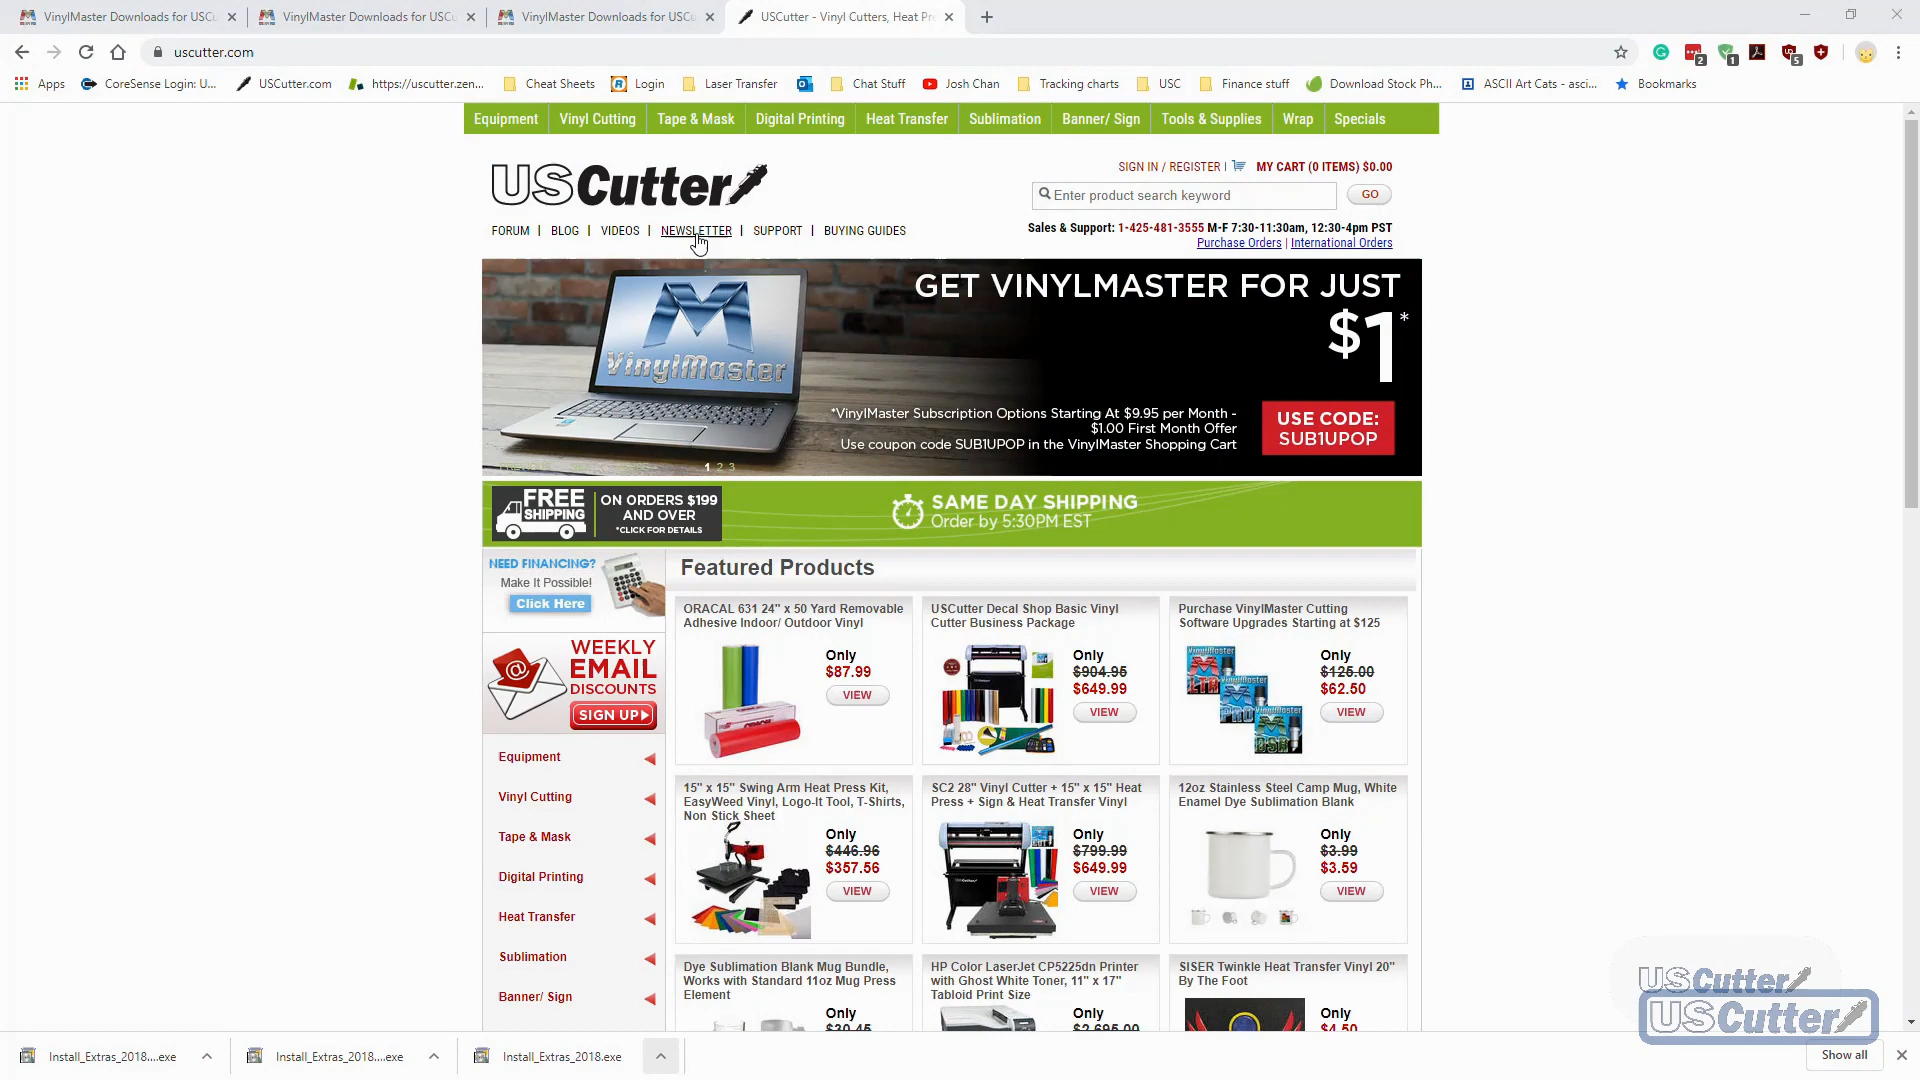 VinylMaster Downloads for USCu
VinylMaster Downloads for USCu
VinylMaster Downloads for USCu
USCutter - Vinyl Cutters, Heat Pre
uscutter.com
2
1
5
Apps
CoreSense Login: U...
USCutter.com
https://uscutter.zen...
Cheat Sheets
Login
Laser Transfer
Chat Stuff
Josh Chan
Tracking charts
USC
Finance stuff
Download Stock Ph...
ASCII Art Cats - asci...
Bookmarks
Equipment
Vinyl Cutting
Tape & Mask
Digital Printing
Heat Transfer
Sublimation
Banner/ Sign
Tools & Supplies
Wrap
Specials
USCutter
SIGN IN / REGISTER |
MY CART (0 ITEMS) $0.00
Enter product search keyword
GO
FORUM | BLOG | VIDEOS | NEWSLETTER | SUPPORT | BUYING GUIDES
Sales & Support: 1-425-481-3555 M-F 7:30-11:30am, 12:30-4pm PST
Purchase Orders | International Orders
VinylMaster
GET VINYLMASTER FOR JUST
$1*
*VinylMaster Subscription Options Starting At $9.95 per Month -
$1.00 First Month Offer
Use coupon code SUB1UPOP in the VinylMaster Shopping Cart
USE CODE:
SUB1UPOP
1 2 3
FREE
SHIPPING
ON ORDERS $199
AND OVER
*CLICK FOR DETAILS
SAME DAY SHIPPING
Order by 5:30PM EST
NEED FINANCING?
Make It Possible!
Click Here
WEEKLY
EMAIL
DISCOUNTS
SIGN UP
Equipment
Vinyl Cutting
Tape & Mask
Digital Printing
Heat Transfer
Sublimation
Banner/ Sign
Featured Products
ORACAL 631 24" x 50 Yard Removable
Adhesive Indoor/ Outdoor Vinyl
Only
$87.99
VIEW
USCutter Decal Shop Basic Vinyl
Cutter Business Package
Only
$904.95
$649.99
VIEW
Purchase VinylMaster Cutting
Software Upgrades Starting at $125
Only
$125.00
$62.50
VIEW
15" x 15" Swing Arm Heat Press Kit,
EasyWeed Vinyl, Logo-It Tool, T-Shirts,
Non Stick Sheet
Only
$446.96
$357.56
VIEW
SC2 28" Vinyl Cutter + 15" x 15" Heat
Press + Sign & Heat Transfer Vinyl
Only
$799.99
$649.99
VIEW
12oz Stainless Steel Camp Mug, White
Enamel Dye Sublimation Blank
Only
$3.99
$3.59
VIEW
Dye Sublimation Blank Mug Bundle,
Works with Standard 11oz Mug Press
Element
Only
$30.45
HP Color LaserJet CP5225dn Printer
with Ghost White Toner, 11" x 17"
Tabloid Print Size
Only
$2,695.00
SISER Twinkle Heat Transfer Vinyl 20"
By The Foot
Only
$4.50
USCutter
USCutter
Install_Extras_2018....exe
Install_Extras_2018....exe
Install_Extras_2018.exe
Show all